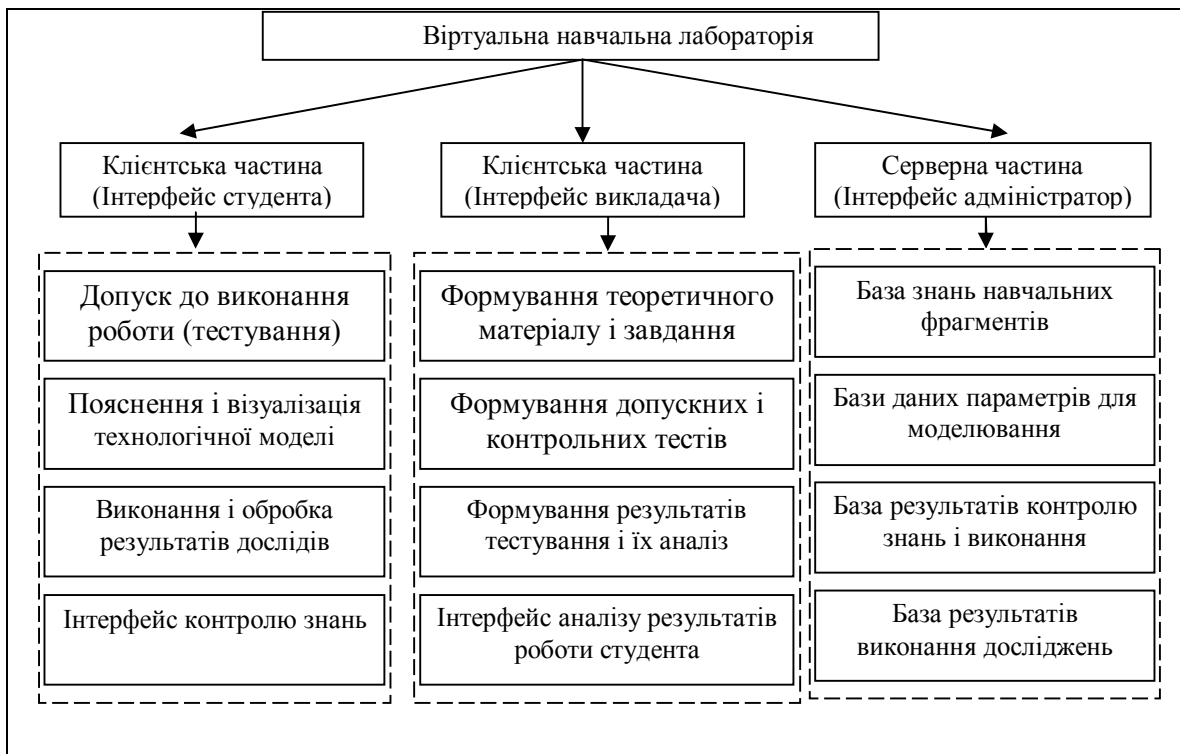 Віртуальна навчальна лабораторія
Клієнтська частина
(Інтерфейс студента)
Клієнтська частина
(Інтерфейс викладача)
Серверна частина
(Інтерфейс адміністратор)
Допуск до виконання
роботи (тестування)
Пояснення і візуалізація
технологічної моделі
Виконання і обробка
результатів дослідів
Інтерфейс контролю знань
Формування теоретичного
матеріалу і завдання
Формування допускних і
контрольних тестів
Формування результатів
тестування і їх аналіз
Інтерфейс аналізу результатів
роботи студента
База знань навчальних
фрагментів
Бази даних параметрів для
моделювання
База результатів контролю
знань і виконання
База результатів
виконання досліджень